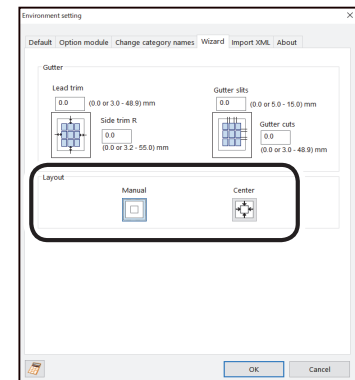 Environment setting
Default Option module Change category names Wizard Import XML About
Gutter
Lead trim
0.0 (0.0 or 3.0 - 48.9) mm
Side trim R
0.0
(0.0 or 3.2 - 55.0) mm
Gutter slits
0.0 (0.0 or 5.0 - 15.0) mm
Gutter cuts
0.0
(0.0 or 3.0 - 48.9) mm
Layout
Manual
Center
OK
Cancel